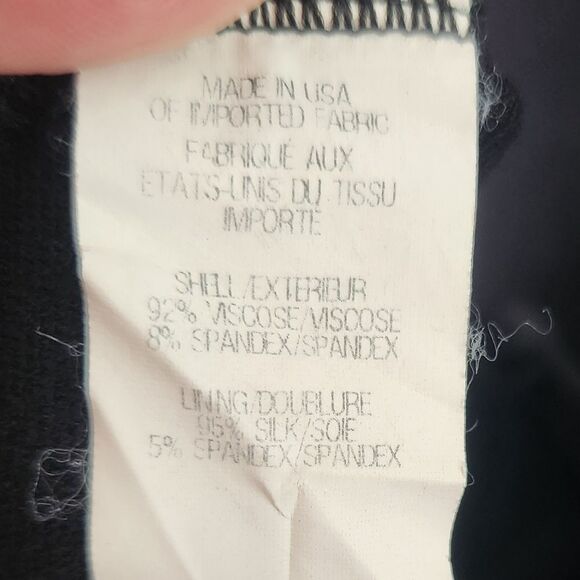 MADE IN USA
OF IMPORTED FABRIC
FABRIQUÉ AUX
ETATS-UNIS DU TISSU
IMPORTE
SHELL/EXTERIEUR
92% VISCOSE/VISCOSE
8% SPANDEX/SPANDEX
LINING/DOUBLURE
95% SILK/SOIE
5% SPANDEX/SPANDEX